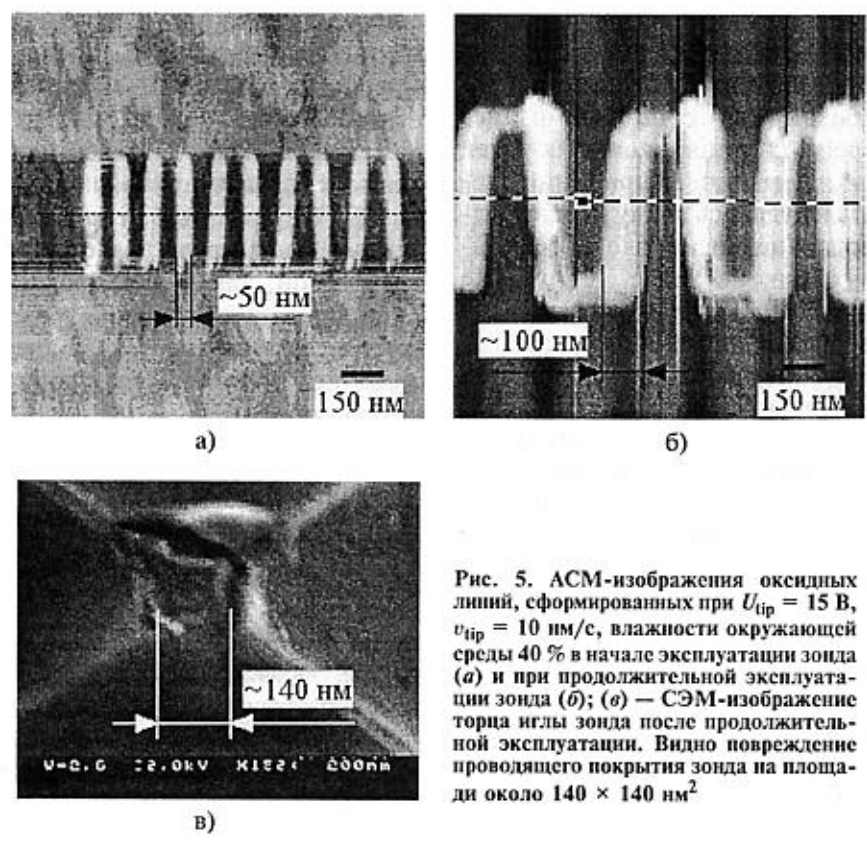 ~50 нм
150 нм
а)
~100 нм
150 нм
б)
~140 нм
200nm
в)
Рис. 5. АСМ-изображения оксидных
линий, сформированных при U_tip = 15 В,
v_tip = 10 нм/с, влажности окружающей
среды 40 % в начале эксплуатации зонда
(а) и при продолжительной эксплуата-
ции зонда (б); (в) — СЭМ-изображение
торца иглы зонда после продолжитель-
ной эксплуатации. Видно повреждение
проводящего покрытия зонда на площа-
ди около 140 × 140 нм²